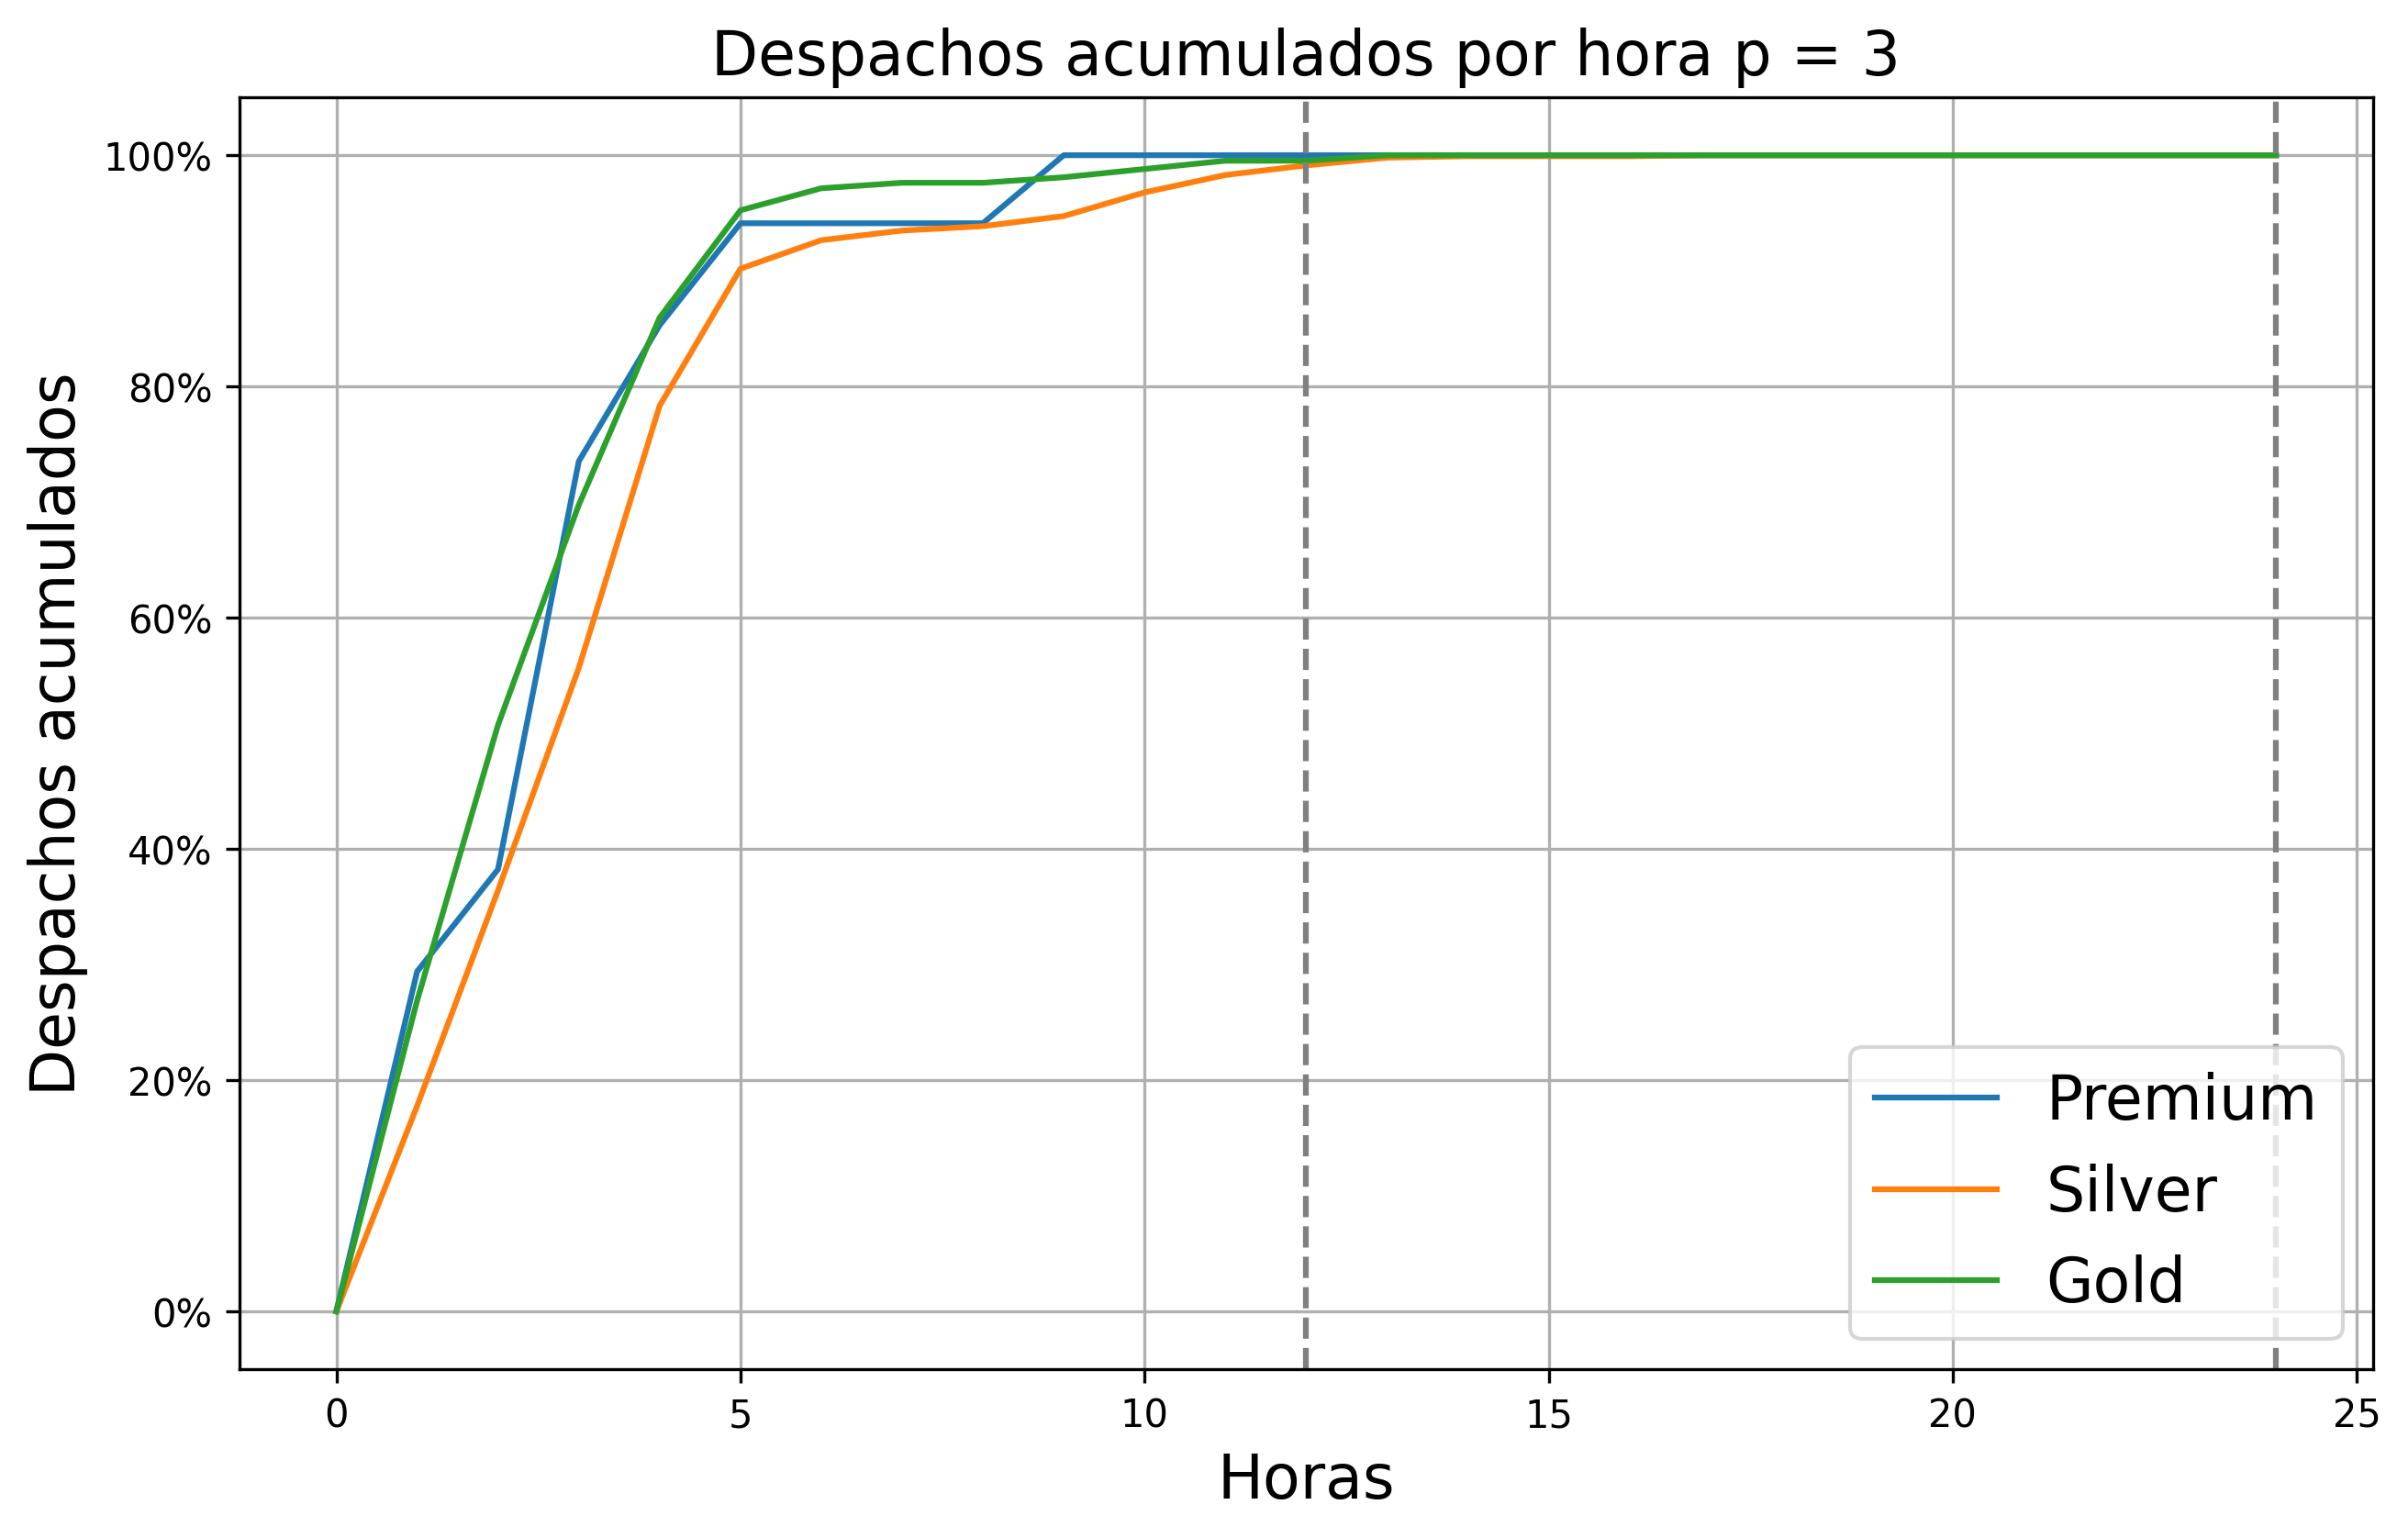 Despachos acumulados por hora p = 3
Despachos acumulados
100%
80%
60%
40%
20%
0%
0 5 10 15 20 25
Horas
Premium
Silver
Gold